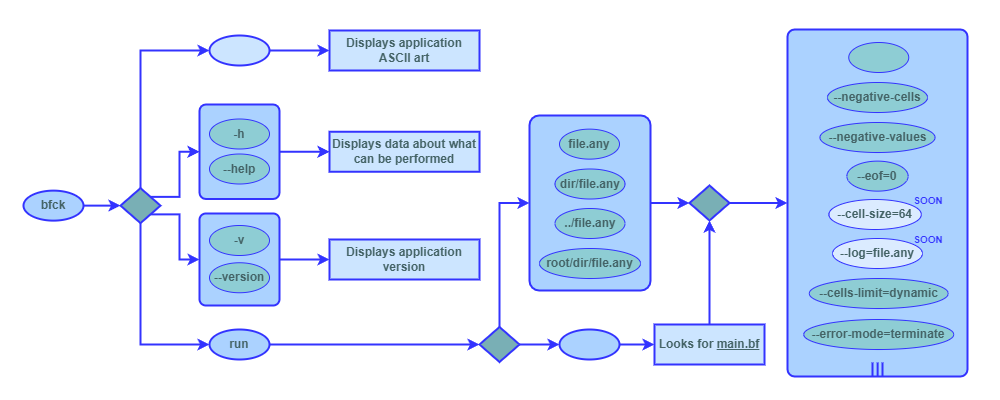 bfck
Displays application
ASCII art
-h
--help
Displays data about what
can be performed
-v
--version
Displays application
version
run
file.any
dir/file.any
../file.any
root/dir/file.any
Looks for main.bf
--negative-cells
--negative-values
--eof=0
SOON
--cell-size=64
SOON
--log=file.any
--cells-limit=dynamic
--error-mode=terminate
|||